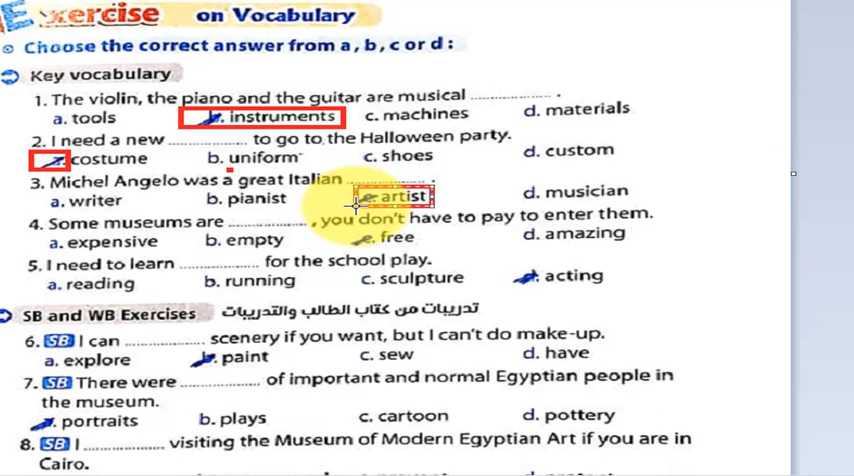 Exercise on Vocabulary
Choose the correct answer from a, b, c or d :
Key vocabulary
1. The violin, the piano and the guitar are musical .................... .
a. tools b. instruments c. machines d. materials
2. I need a new .................... to go to the Halloween party.
costume b. uniform c. shoes d. custom
3. Michel Angelo was a great Italian .................... .
a. writer b. pianist c. artist d. musician
4. Some museums are .................... , you don't have to pay to enter them.
a. expensive b. empty c. free d. amazing
5. I need to learn .................... for the school play.
a. reading b. running c. sculpture d. acting
SB and WB Exercises تدريبات من كتاب الطالب والتدريبات
6. SB I can .................... scenery if you want, but I can't do make-up.
a. explore b. paint c. sew d. have
7. SB There were .................... of important and normal Egyptian people in
the museum.
portraits b. plays c. cartoon d. pottery
8. SB I .................... visiting the Museum of Modern Egyptian Art if you are in
Cairo.